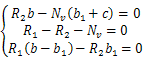 R₂b − Nᵥ(b₁ + c) = 0
R₁ − R₂ − Nᵥ = 0
R₁(b − b₁) − R₂b₁ = 0